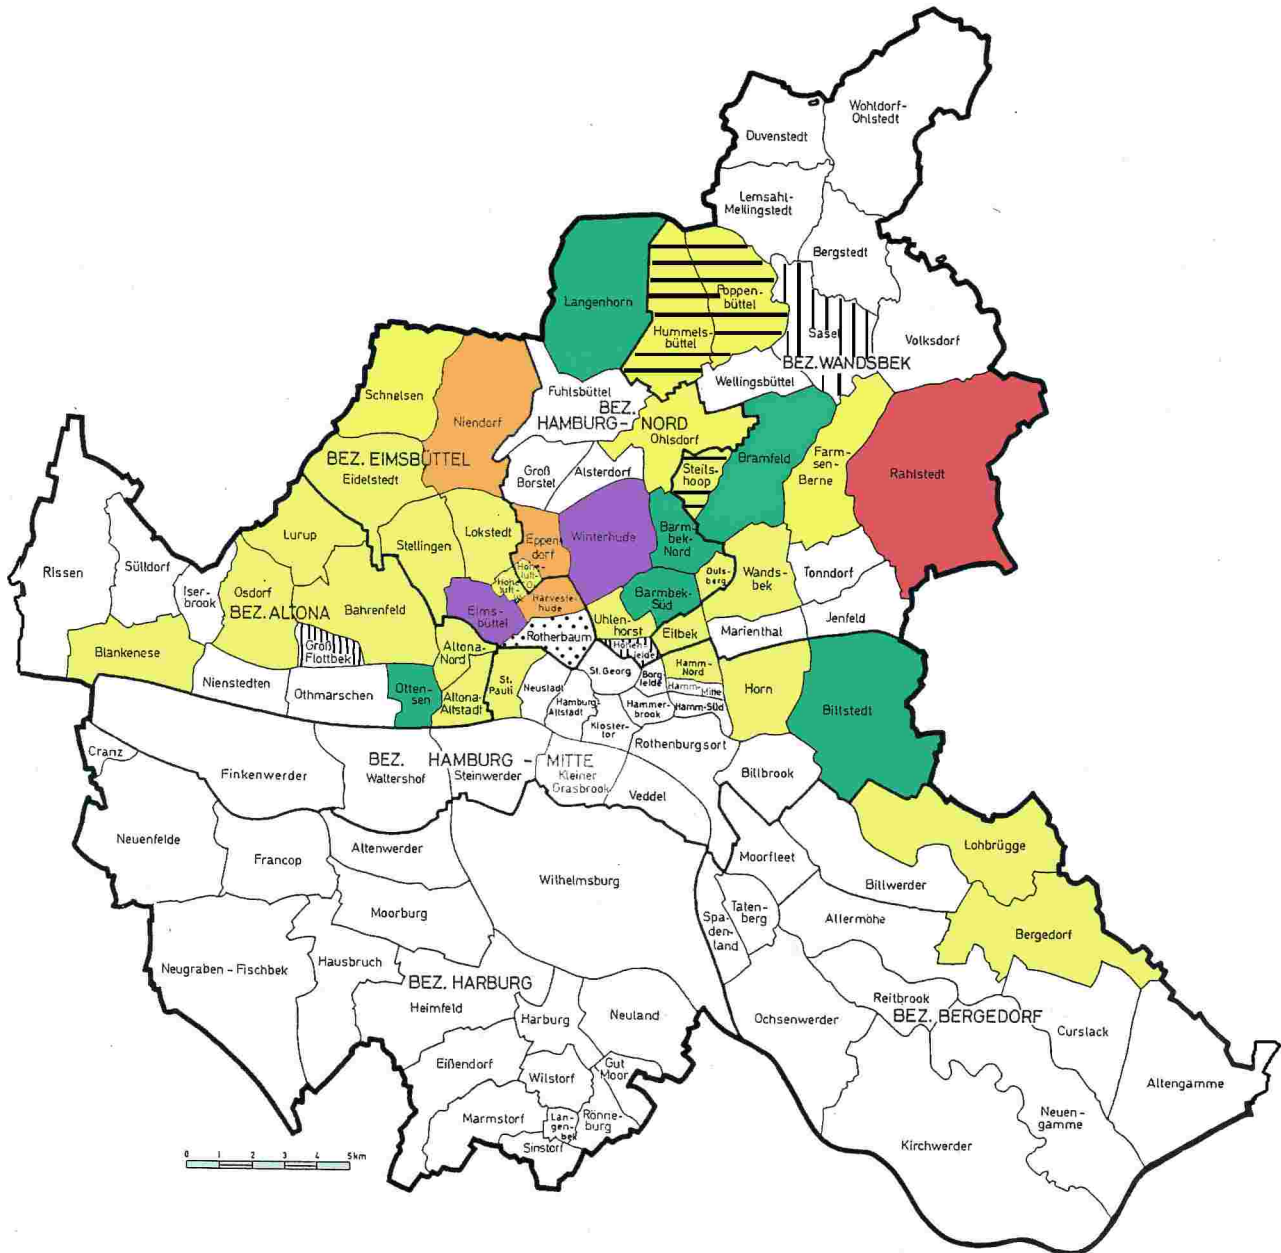 Wohldorf-
Ohlstedt
Duvenstedt
Lemsahl-
Mellingstedt
Bergstedt
Langenhorn
Poppen-
büttel
Hummels-
büttel
Sasel
Volksdorf
BEZ. WANDSBEK
Wellingsbüttel
Fuhlsbüttel
BEZ.
HAMBURG- NORD
Ohlsdorf
Schnelsen
Niendorf
BEZ. EIMSBÜTTEL
Eidelstedt
Groß
Borstel
Alsterdorf
Steils-
hoop
Bramfeld
Farm-
sen-
Berne
Rahlstedt
Lurup
Stellingen
Lokstedt
Eppen-
dorf
Winterhude
Barm-
bek-
Nord
Rissen
Sülldorf
Iser-
brook
Osdorf
BEZ. ALTONA
Bahrenfeld
Hohe-
luft-
Eims-
büttel
Harveste-
hude
Barmbek-
Süd
Duls-
berg
Wands-
bek
Tonndorf
Jenfeld
Marienthal
Rotherbaum
Uhlen-
horst
Eilbek
Hohen-
felde
Blankenese
Groß
Flottbek
Nienstedten
Othmarschen
Otten-
sen
Altona-
Nord
Altona-
Altstadt
St.
Pauli
Neustadt
Hamburg-
Altstadt
St.Georg
Borg-
felde
Hamm-
Nord
Hamm-Mitte
Hamm-Süd
Hammer-
brook
Kloster-
tor
Horn
Billstedt
Rothenburgsort
Billbrook
Cranz
Finkenwerder
BEZ. HAMBURG - MITTE
Waltershof
Steinwerder
Kleiner
Grasbrook
Veddel
Neuenfelde
Francop
Altenwerder
Moorburg
Wilhelmsburg
Moorfleet
Billwerder
Lohbrügge
Spa-
den-
land
Taten-
berg
Allermöhe
Bergedorf
Neugraben-Fischbek
Hausbruch
BEZ. HARBURG
Heimfeld
Harburg
Neuland
Ochsenwerder
Reitbrook
BEZ. BERGEDORF
Curslack
Eißendorf
Wilstorf
Gut
Moor
Altengamme
Marmstorf
Lan-
gen-
bek
Rönne-
burg
Sinstorf
Neuen-
gamme
Kirchwerder
0 1 2 3 4 5km